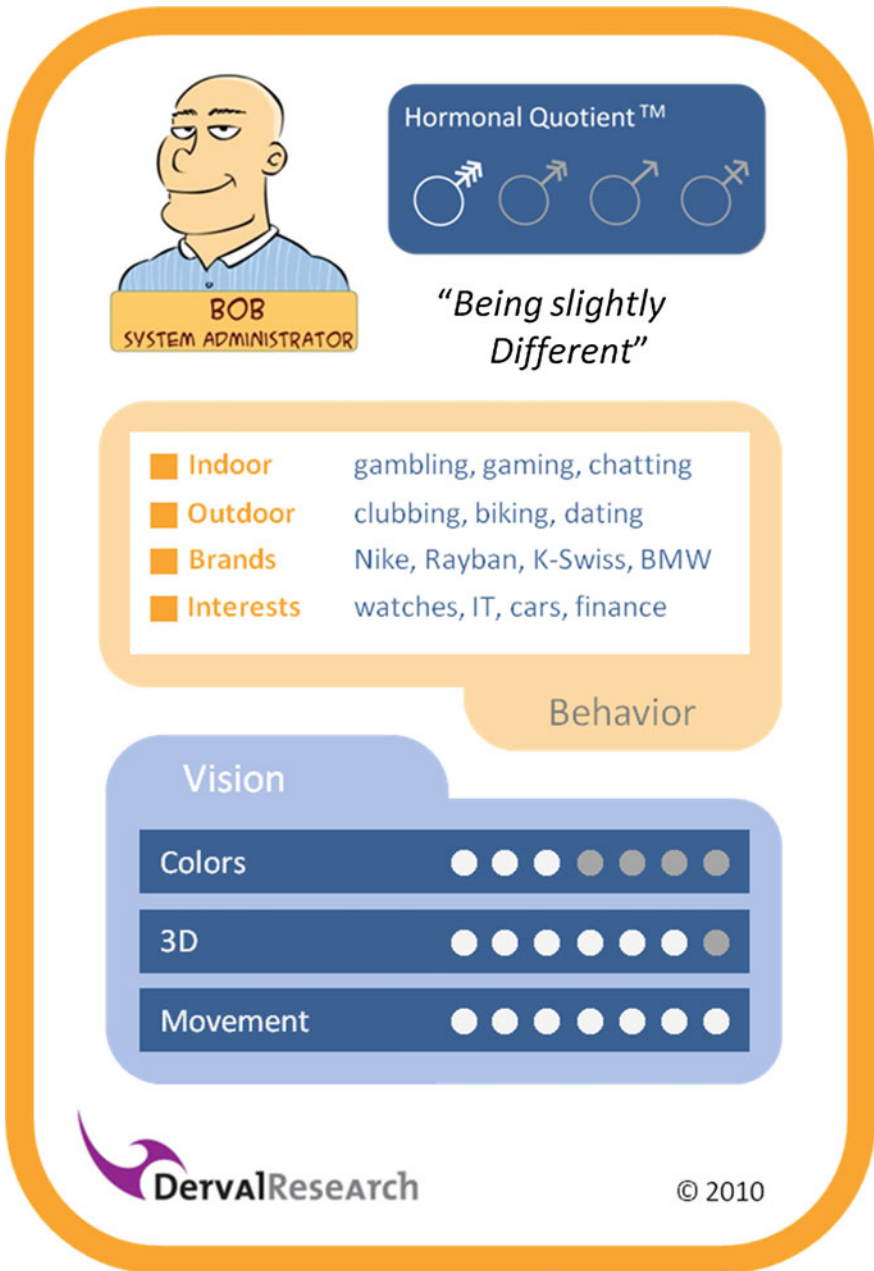 Hormonal Quotient™
BOB
SYSTEM ADMINISTRATOR
“Being slightly
Different”
Indoor gambling, gaming, chatting
Outdoor clubbing, biking, dating
Brands Nike, Rayban, K-Swiss, BMW
Interests watches, IT, cars, finance
Behavior
Vision
Colors
3D
Movement
DervalResearch
© 2010